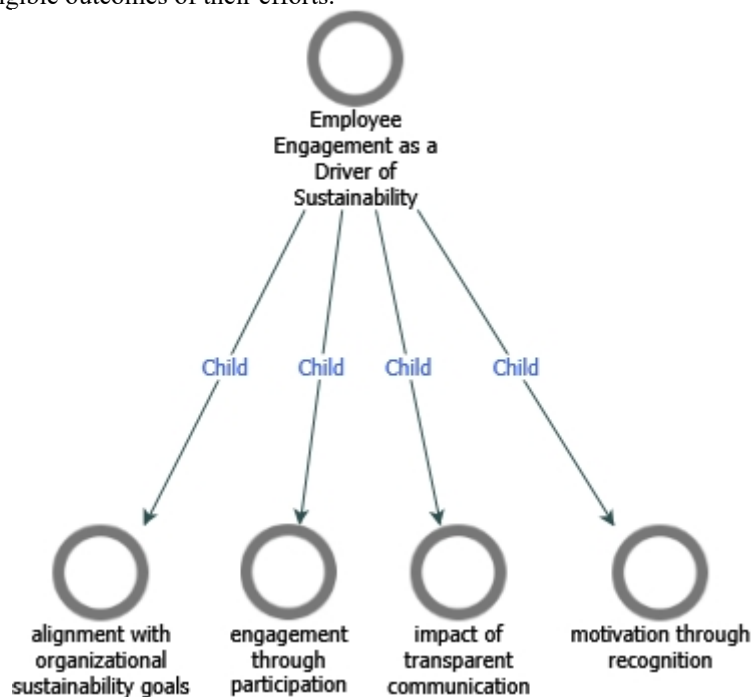 outcomes of their efforts.
Employee
Engagement as a
Driver of
Sustainability
Child Child Child Child
alignment with
organizational
sustainability goals
engagement
through
participation
impact of
transparent
communication
motivation through
recognition